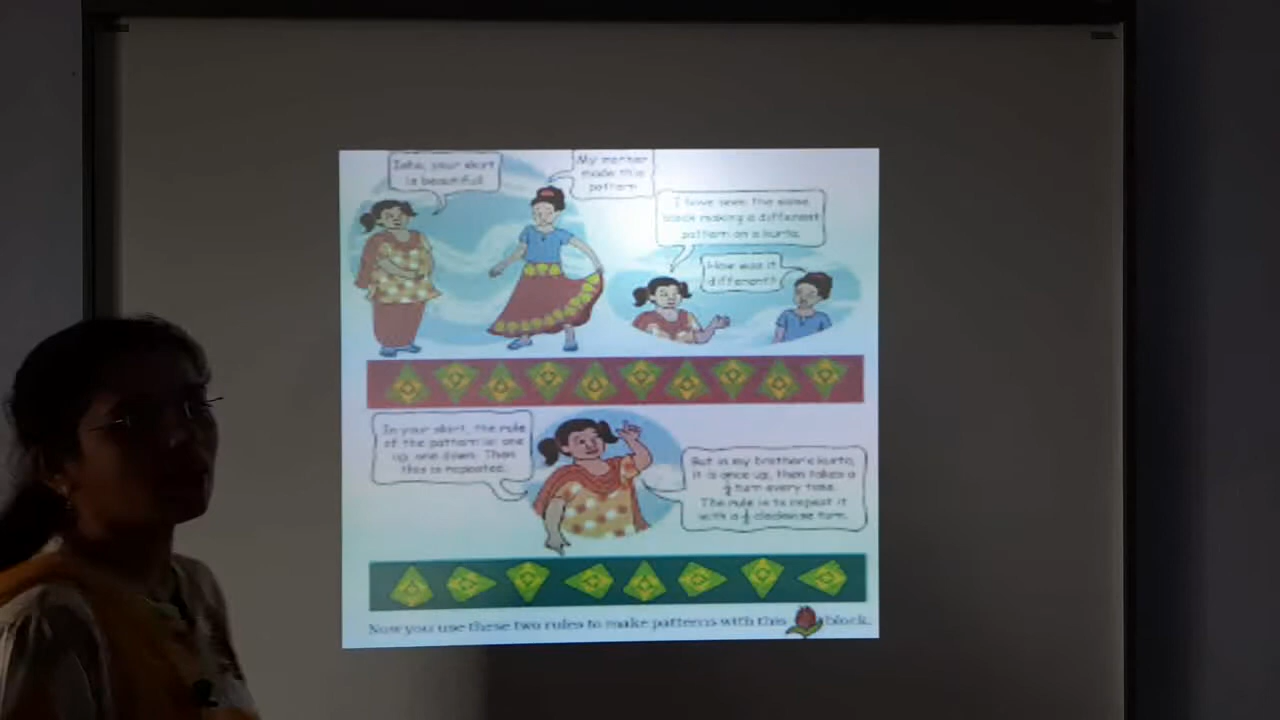 Isha, your skirt
is beautiful!
My mother
made this
pattern
I have seen the same
block making a different
pattern on a kurta.
How was it
different?
In your skirt, the rule
of the pattern is: one
up, one down. Then
this is repeated.
But in my brother's kurta,
it is once up, then takes a
turn every time.
The rule is to repeat it
with a clockwise turn.
Now you use these two rules to make patterns with this block.